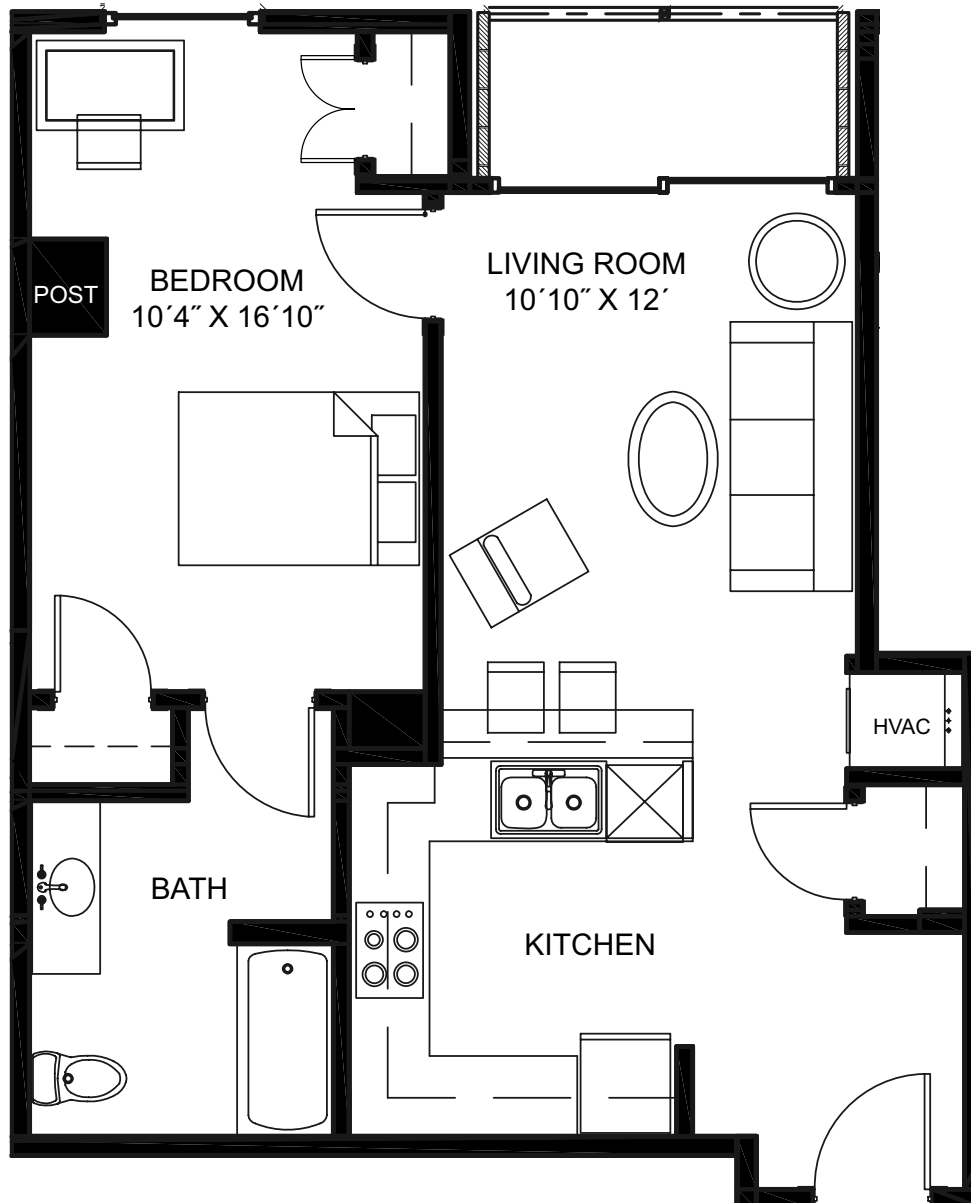 BEDROOM
10´4˝ X 16´10˝
POST
LIVING ROOM
10´10˝ X 12´
HVAC
BATH
KITCHEN